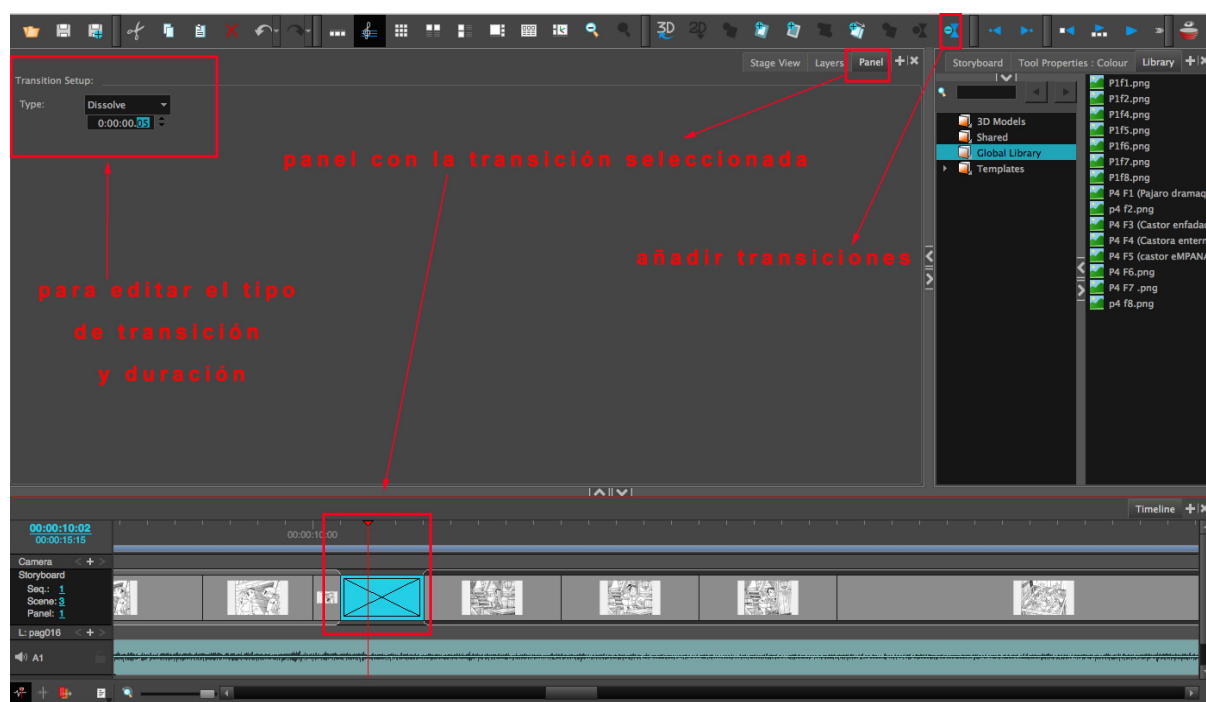 3D 2D
Stage View Layers Panel
Storyboard Tool Properties : Colour Library
Transition Setup:
Type: Dissolve
0:00:00.05
3D Models
Shared
Global Library
Templates
P1f1.png
P1f2.png
P1f4.png
P1f5.png
P1f6.png
P1f7.png
P1f8.png
P4 F1 (Pajaro dramaq
p4 f2.png
P4 F3 (Castor enfadad
P4 F4 (Castora entern
P4 F5 (castor eMPANA
P4 F6.png
P4 F7 .png
p4 f8.png
panel con la transición seleccionada
añadir transiciones
para editar el tipo
de transición
y duración
Timeline
00:00:10:02
00:00:15:15
00:00:10:00
Camera
Storyboard
Seq.: 1
Scene: 3
Panel: 1
L: pag016
A1